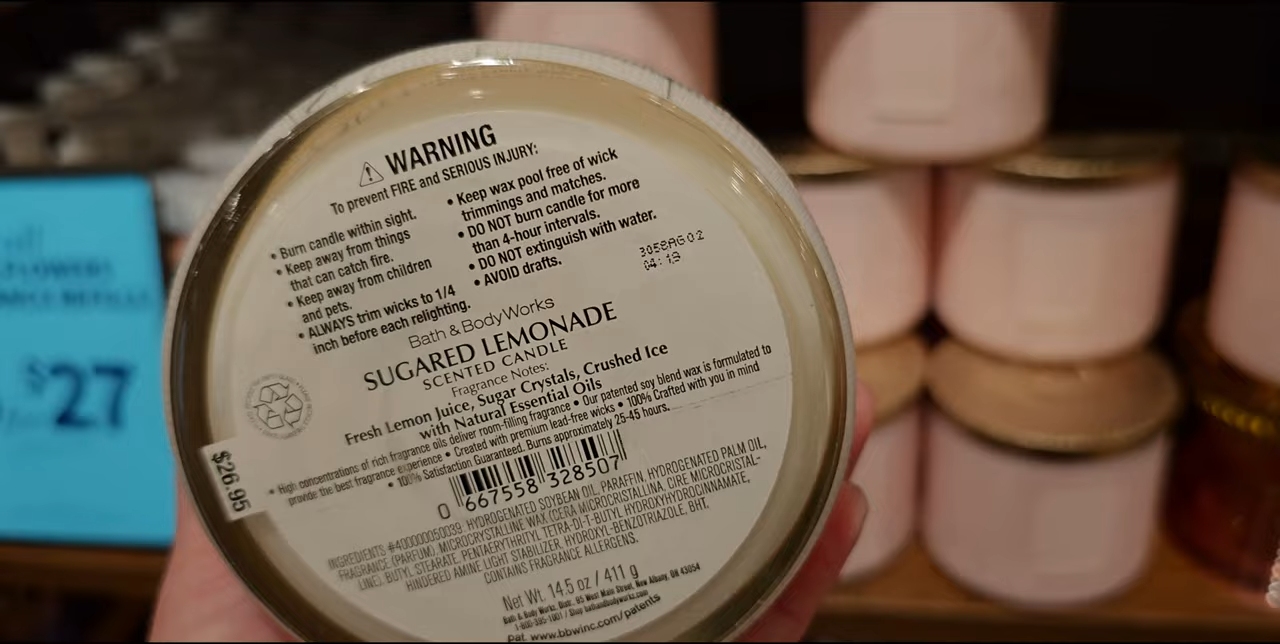 WARNING
To prevent FIRE and SERIOUS INJURY:
• Burn candle within sight.
• Keep away from things
that can catch fire.
• Keep away from children
and pets.
• ALWAYS trim wicks to 1/4
inch before each relighting.
• Keep wax pool free of wick
trimmings and matches.
• DO NOT burn candle for more
than 4-hour intervals.
• DO NOT extinguish with water.
• AVOID drafts.
3058AG02
04:19
Bath & Body Works
SUGARED LEMONADE
SCENTED CANDLE
Fragrance Notes:
Fresh Lemon Juice, Sugar Crystals, Crushed Ice
with Natural Essential Oils
• High concentrations of rich fragrance oils deliver room-filling fragrance • Our patented soy blend wax is formulated to
provide the best fragrance experience • Created with premium lead-free wicks • 100% Crafted with you in mind
• 100% Satisfaction Guaranteed. Burns approximately 25-45 hours.
0 667558 328507
$26.95
INGREDIENTS #400000050039: HYDROGENATED SOYBEAN OIL, PARAFFIN, HYDROGENATED PALM OIL,
FRAGRANCE (PARFUM), MICROCRYSTALLINE WAX (CERA MICROCRISTALLINA, CIRE MICROCRISTAL-
LINE), BUTYL STEARATE, PENTAERYTHRITYL TETRA-DI-T-BUTYL HYDROXYHYDROCINNAMATE,
HINDERED AMINE LIGHT STABILIZER, HYDROXYL-BENZOTRIAZOLE, BHT.
CONTAINS FRAGRANCE ALLERGENS.
Net Wt. 14.5 oz / 411 g
Bath & Body Works, Distr. 95 West Main Street, New Albany, OH 43054
1-800-395-1001 / Shop bathandbodyworks.com
Pat. www.bbwinc.com/patents
$27